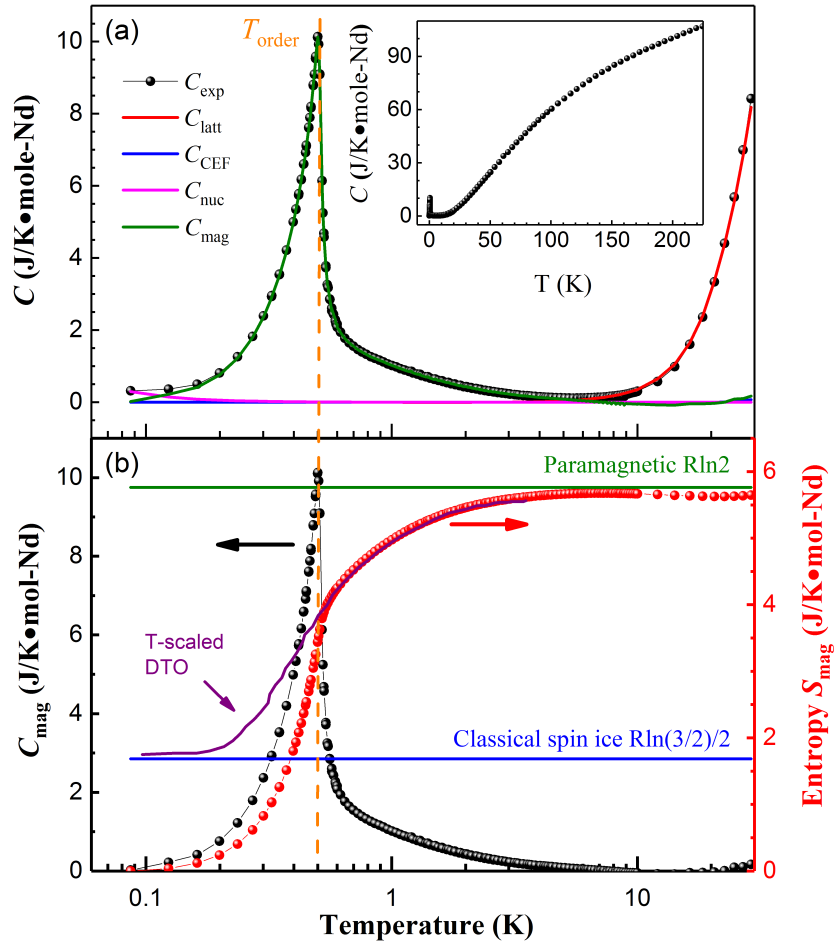 (a)
T_order
C_exp
C_latt
C_CEF
C_nuc
C_mag
C (J/K●mole-Nd)
10
8
6
4
2
0
C (J/K●mole-Nd)
90
60
30
0
0 50 100 150 200
T (K)
(b)
Paramagnetic Rln2
T-scaled
DTO
Classical spin ice Rln(3/2)/2
C_mag (J/K●mol-Nd)
10
8
6
4
2
0
Entropy S_mag (J/K●mol-Nd)
6
4
2
0
0.1 1 10
Temperature (K)